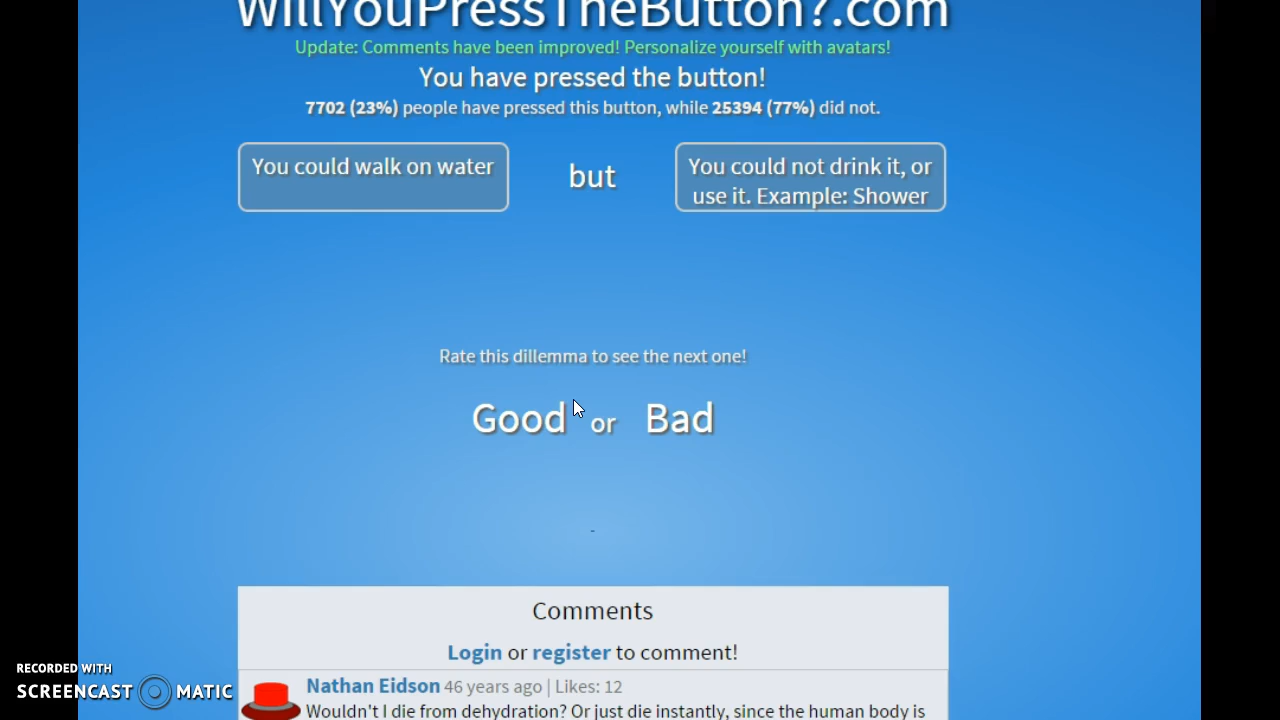 WillYouPressTheButton?.com
Update: Comments have been improved! Personalize yourself with avatars!
You have pressed the button!
7702 (23%) people have pressed this button, while 25394 (77%) did not.
You could walk on water
but
You could not drink it, or
use it. Example: Shower
Rate this dillemma to see the next one!
Good or Bad
-
Comments
Login or register to comment!
Nathan Eidson 46 years ago | Likes: 12
Wouldn't I die from dehydration? Or just die instantly, since the human body is
RECORDED WITH
SCREENCAST MATIC